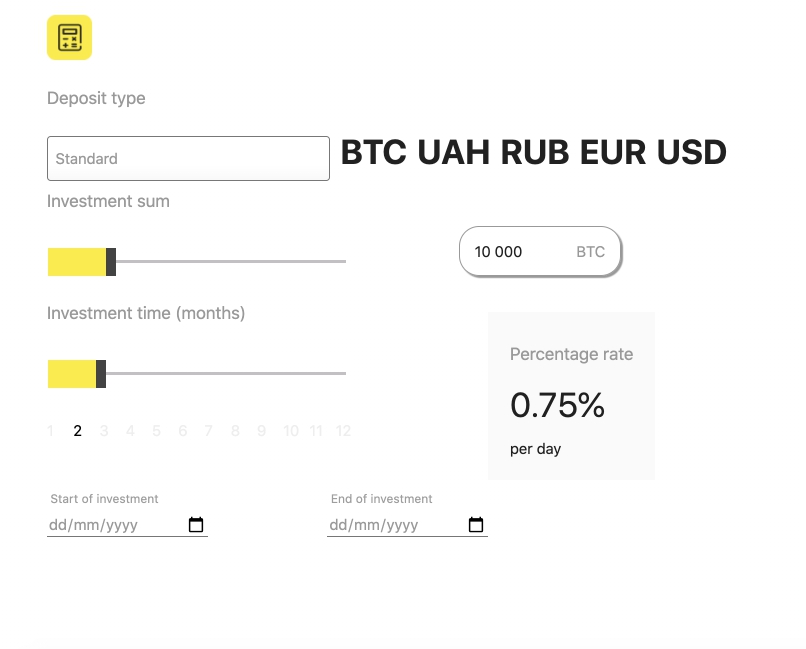 Deposit type
Standard
BTC UAH RUB EUR USD
Investment sum
10 000 BTC
Investment time (months)
Percentage rate
0.75%
1 2 3 4 5 6 7 8 9 10 11 12
per day
Start of investment
End of investment
dd/mm/yyyy
dd/mm/yyyy